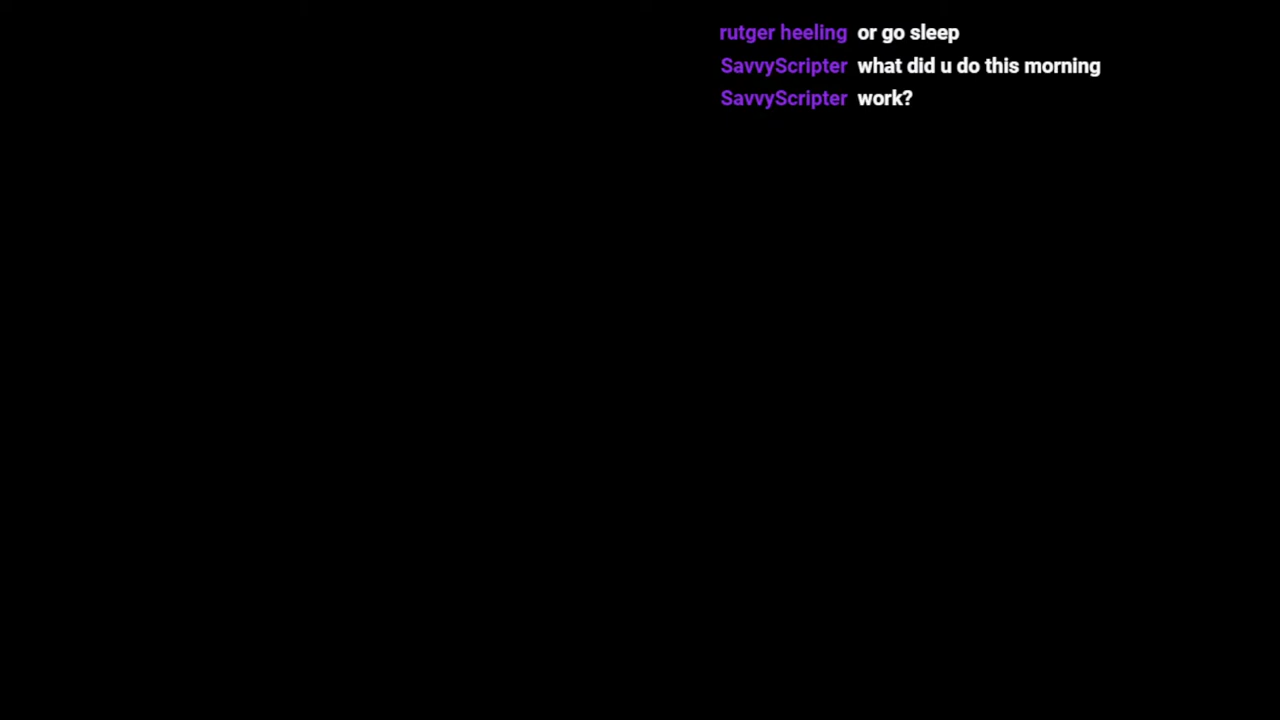 rutger heeling or go sleep
SavvyScripter what did u do this morning
SavvyScripter work?